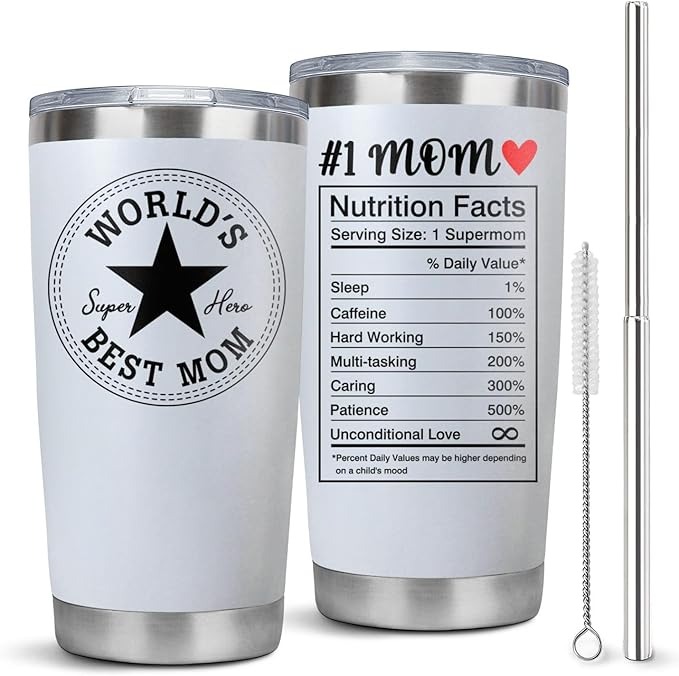 WORLD'S
Super Hero
BEST MOM
#1 MOM
Nutrition Facts
Serving Size: 1 Supermom
% Daily Value*
Sleep 1%
Caffeine 100%
Hard Working 150%
Multi-tasking 200%
Caring 300%
Patience 500%
Unconditional Love ∞
*Percent Daily Values may be higher depending
on a child's mood